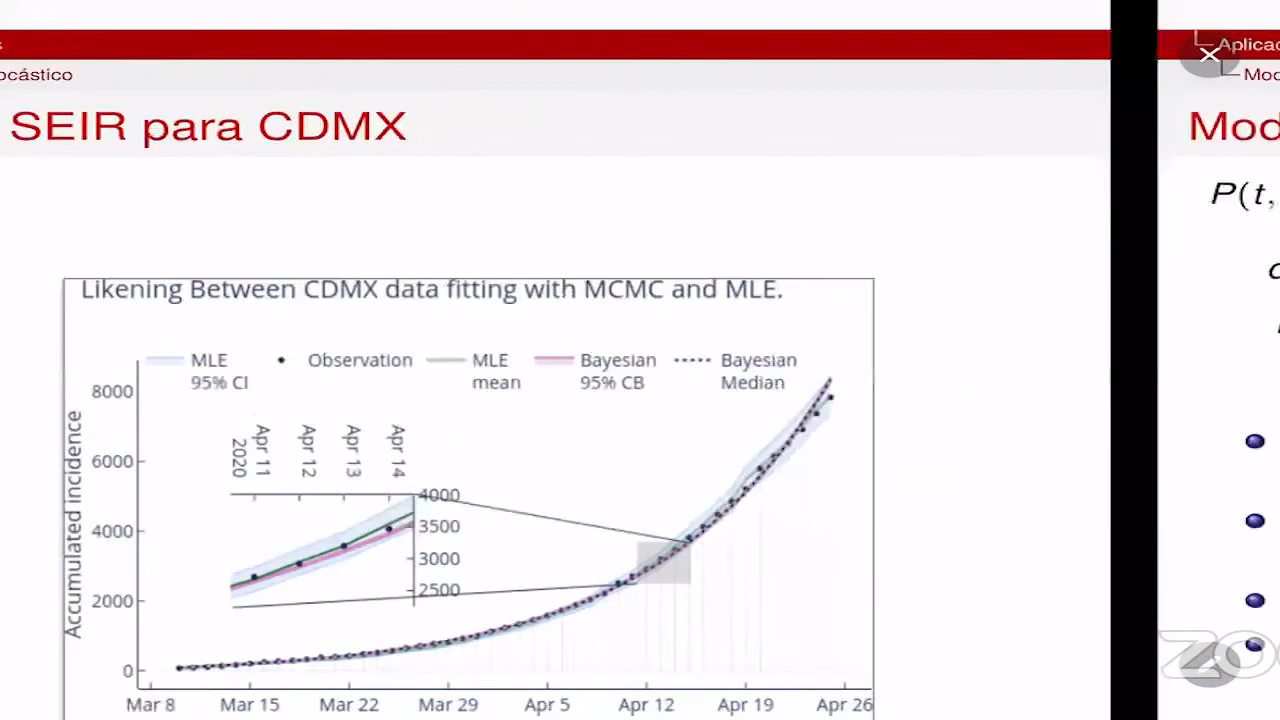 ocástico
SEIR para CDMX
Likening Between CDMX data fitting with MCMC and MLE.
MLE 95% CI
Observation
MLE mean
Bayesian 95% CB
Bayesian Median
Accumulated incidence
8000
6000
4000
2000
0
Apr 11 2020
Apr 12
Apr 13
Apr 14
4000
3500
3000
2500
Mar 8
Mar 15
Mar 22
Mar 29
Apr 5
Apr 12
Apr 19
Apr 26
Aplicac
Mod
Mod
P(t,